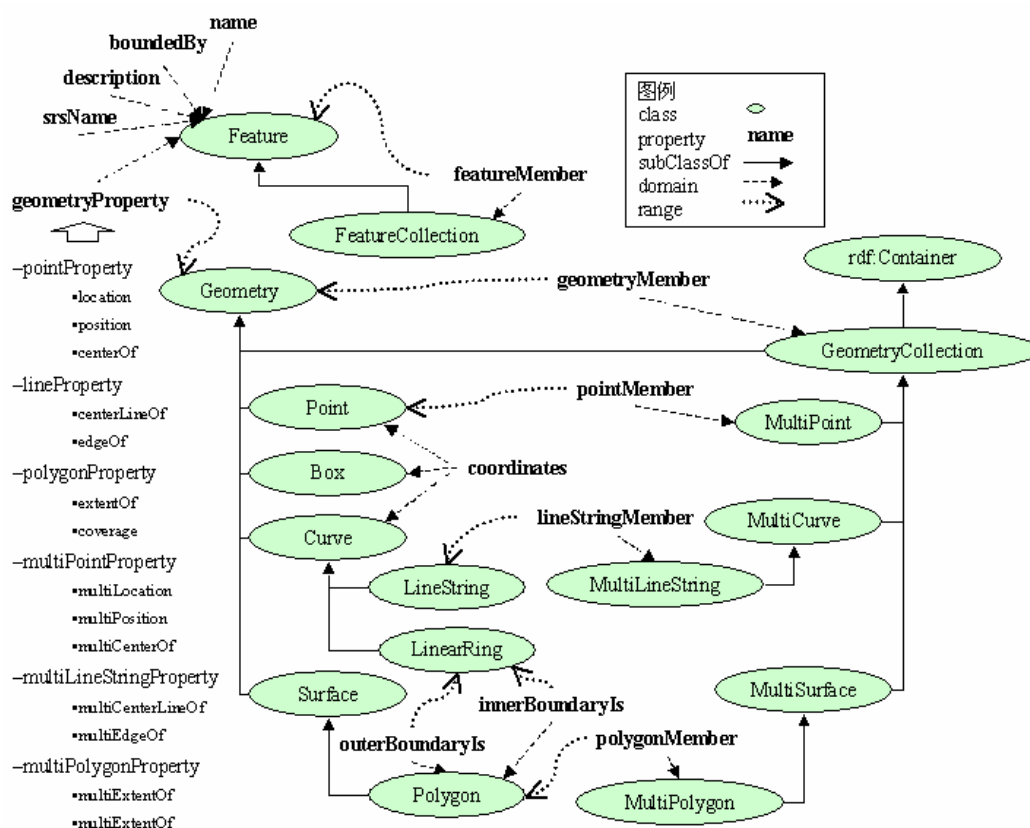 name
boundedBy
description
srsName
Feature
图例
class
property name
subClassOf
domain
range
featureMember
geometryProperty
FeatureCollection
rdf:Container
–pointProperty
▪location
▪position
▪centerOf
Geometry
geometryMember
GeometryCollection
–lineProperty
▪centerLineOf
▪edgeOf
Point
pointMember
MultiPoint
–polygonProperty
▪extentOf
▪coverage
Box
coordinates
Curve
lineStringMember
MultiCurve
–multiPointProperty
▪multiLocation
▪multiPosition
▪multiCenterOf
LineString
MultiLineString
LinearRing
–multiLineStringProperty
▪multiCenterLineOf
▪multiEdgeOf
Surface
innerBoundaryIs
MultiSurface
outerBoundaryIs
polygonMember
–multiPolygonProperty
▪multiExtentOf
▪multiExtentOf
Polygon
MultiPolygon